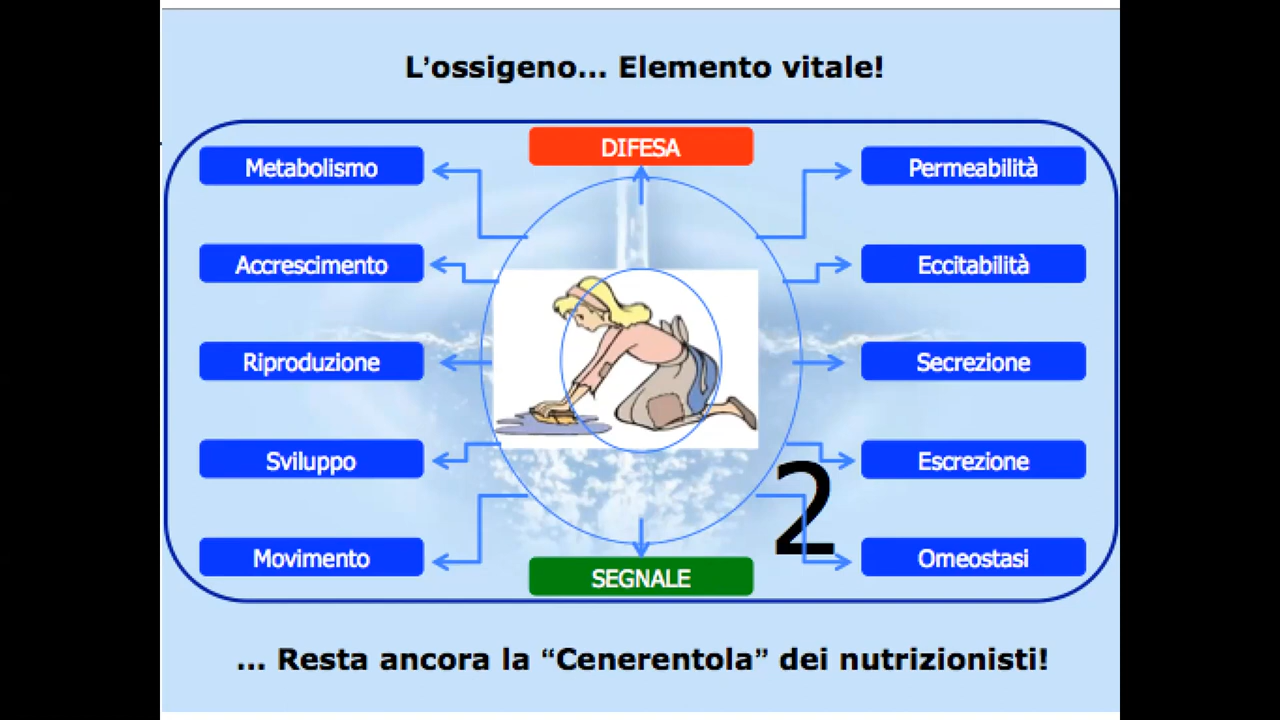 L’ossigeno... Elemento vitale!
DIFESA
Metabolismo
Permeabilità
Accrescimento
Eccitabilità
Riproduzione
Secrezione
Sviluppo
Escrezione
2
Movimento
Omeostasi
SEGNALE
... Resta ancora la “Cenerentola” dei nutrizionisti!